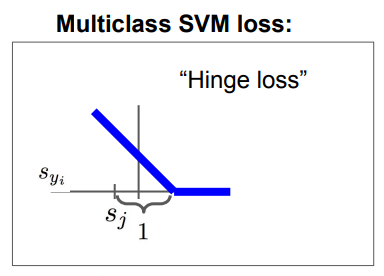 Multiclass SVM loss:
“Hinge loss”
s_{y_i}
s_j
1